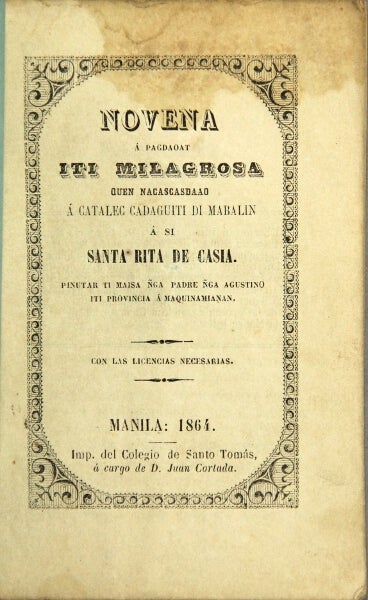 NOVENA
Á PAGDAOAT
ITI MILAGROSA
QUEN NACASCASDAAO
Á CATALEC CADAGUITI DI MABALIN
Á SI
SANTA RITA DE CASIA.
PINUTAR TI MAISA ÑGA PADRE ÑGA AGUSTINO
ITI PROVINCIA Á MAQUINAMIANAN.
CON LAS LICENCIAS NECESARIAS.
MANILA: 1864.
Imp. del Colegio de Santo Tomás,
á cargo de D. Juan Cortada.